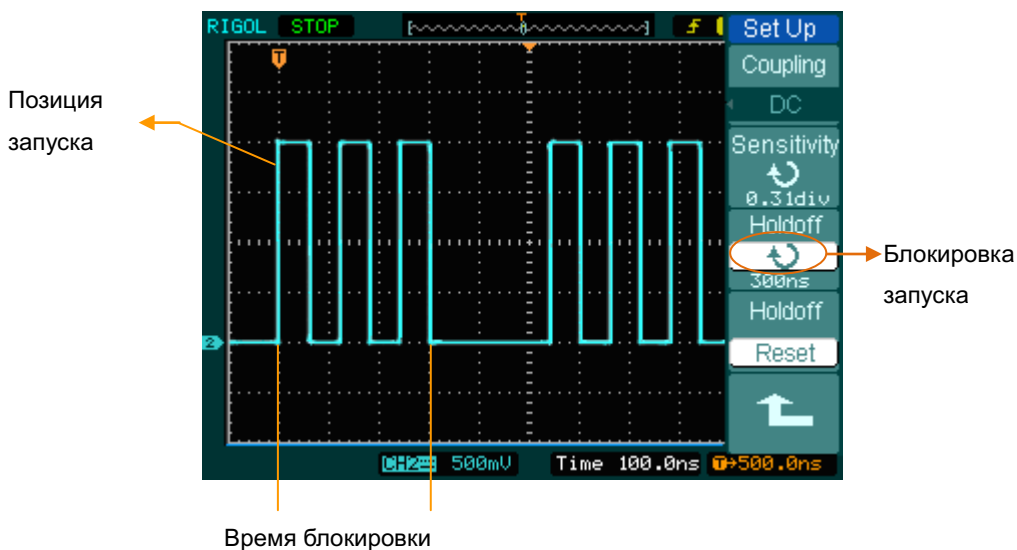 RIGOL STOP T Set Up
T
Coupling
DC
Позиция
запуска
Sensitivity
0.31div
Holdoff
300ns
Блокировка
запуска
Holdoff
Reset
2
CH2 500mV Time 100.0ns T→500.0ns
Время блокировки